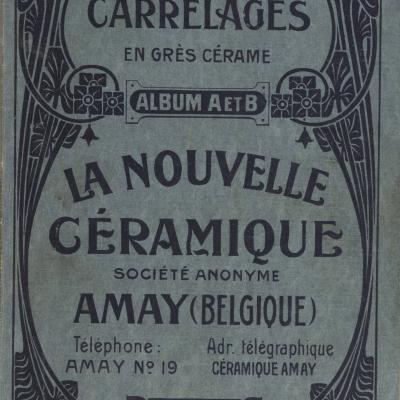 CARRELAGES
EN GRÈS CÉRAME
ALBUM A ET B
LA NOUVELLE
CÉRAMIQUE
SOCIÉTÉ ANONYME
AMAY (BELGIQUE)
Téléphone: Adr. télégraphique
AMAY Nº 19 CÉRAMIQUE AMAY